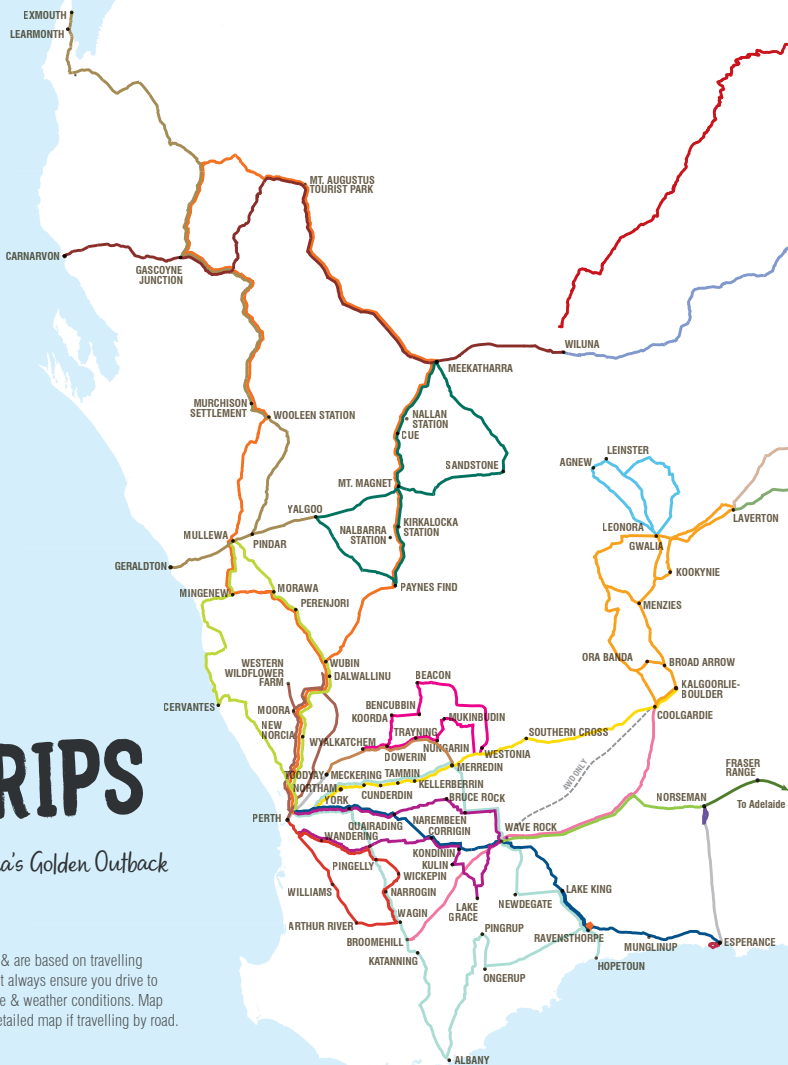 EXMOUTH
LEARMONTH
MT. AUGUSTUS
TOURIST PARK
CARNARVON
GASCOYNE
JUNCTION
WILUNA
MEEKATHARRA
MURCHISON
SETTLEMENT
WOOLEEN STATION
NALLAN
STATION
CUE
SANDSTONE
LEINSTER
AGNEW
MT. MAGNET
YALGOO
KIRKALOCKA
STATION
NALBARRA
STATION
LAVERTON
LEONORA
GWALIA
MULLEWA
PINDAR
GERALDTON
KOOKYNIE
MINGENEW
MORAWA
PAYNES FIND
PERENJORI
MENZIES
WUBIN
DALWALLINU
WESTERN
WILDFLOWER
FARM
ORA BANDA
BROAD ARROW
BEACON
KALGOORLIE-
BOULDER
CERVANTES
MOORA
BENCUBBIN
KOORDA
MUKINBUDIN
COOLGARDIE
NEW
NORCIA
WYALKATCHEM
TRAYNING
NUNGARIN
SOUTHERN CROSS
DOWERIN
WESTONIA
MERREDIN
RIPS
TOODYAY
MECKERING
TAMMIN
KELLERBERRIN
NORTHAM
CUNDERDIN
4WD ONLY
FRASER
RANGE
To Adelaide
NORSEMAN
YORK
BRUCE ROCK
PERTH
QUAIRADING
NAREMBEEN
WAVE ROCK
WANDERING
CORRIGIN
KONDININ
KULIN
PINGELLY
WICKEPIN
a's Golden Outback
WILLIAMS
NARROGIN
LAKE KING
NEWDEGATE
LAKE
GRACE
WAGIN
ARTHUR RIVER
PINGRUP
RAVENSTHORPE
BROOMEHILL
MUNGLINUP
ESPERANCE
KATANNING
HOPETOUN
ONGERUP
& are based on travelling
t always ensure you drive to
e & weather conditions. Map
etailed map if travelling by road.
ALBANY